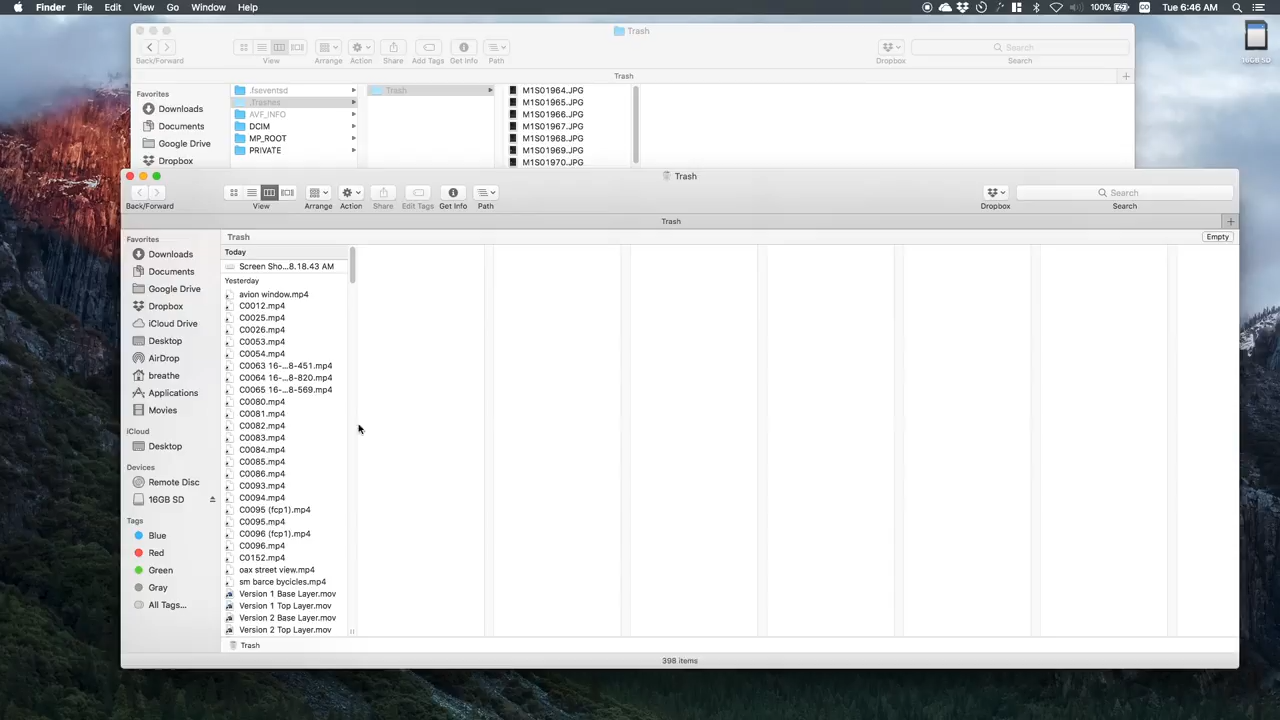 Finder File Edit View Go Window Help
100% CO Tue 6:46 AM
Trash
Search
Back/Forward View Arrange Action Share Add Tags Get Info Path Dropbox Search
Trash
Favorites
Downloads
Documents
Google Drive
Dropbox
.fseventsd
.Trashes
AVF_INFO
DCIM
MP_ROOT
PRIVATE
Trash
M1S01964.JPG
M1S01965.JPG
M1S01966.JPG
M1S01967.JPG
M1S01968.JPG
M1S01969.JPG
M1S01970.JPG
16GB SD
Trash
Search
Back/Forward View Arrange Action Share Edit Tags Get Info Path Dropbox Search
Trash
Favorites
Downloads
Documents
Google Drive
Dropbox
iCloud Drive
Desktop
AirDrop
breathe
Applications
Movies
iCloud
Desktop
Devices
Remote Disc
16GB SD
Tags
Blue
Red
Green
Gray
All Tags...
Trash
Empty
Today
Screen Sho...8.18.43 AM
Yesterday
avion window.mp4
C0012.mp4
C0025.mp4
C0026.mp4
C0053.mp4
C0054.mp4
C0063 16-...8-451.mp4
C0064 16-...8-820.mp4
C0065 16-...8-569.mp4
C0080.mp4
C0081.mp4
C0082.mp4
C0083.mp4
C0084.mp4
C0085.mp4
C0086.mp4
C0093.mp4
C0094.mp4
C0095 (fcp1).mp4
C0095.mp4
C0096 (fcp1).mp4
C0096.mp4
C0152.mp4
oax street view.mp4
sm barce bycicles.mp4
Version 1 Base Layer.mov
Version 1 Top Layer.mov
Version 2 Base Layer.mov
Version 2 Top Layer.mov
Trash
398 items